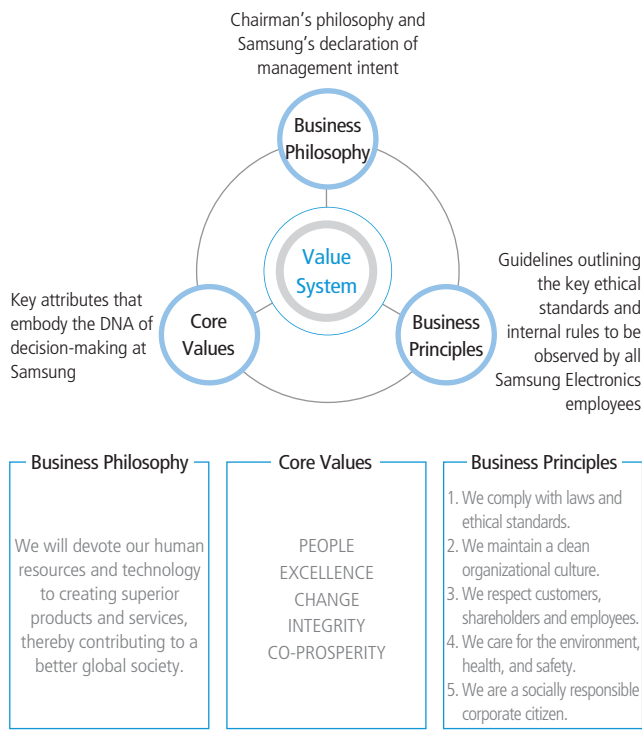 Chairman's philosophy and
Samsung's declaration of
management intent
Business
Philosophy
Value
System
Guidelines outlining
the key ethical
standards and
internal rules to be
observed by all
Samsung Electronics
employees
Key attributes that
embody the DNA of
decision-making at
Samsung
Core
Values
Business
Principles
Business Philosophy
We will devote our human
resources and technology
to creating superior
products and services,
thereby contributing to a
better global society.
Core Values
PEOPLE
EXCELLENCE
CHANGE
INTEGRITY
CO-PROSPERITY
Business Principles
1. We comply with laws and
ethical standards.
2. We maintain a clean
organizational culture.
3. We respect customers,
shareholders and employees.
4. We care for the environment,
health, and safety.
5. We are a socially responsible
corporate citizen.